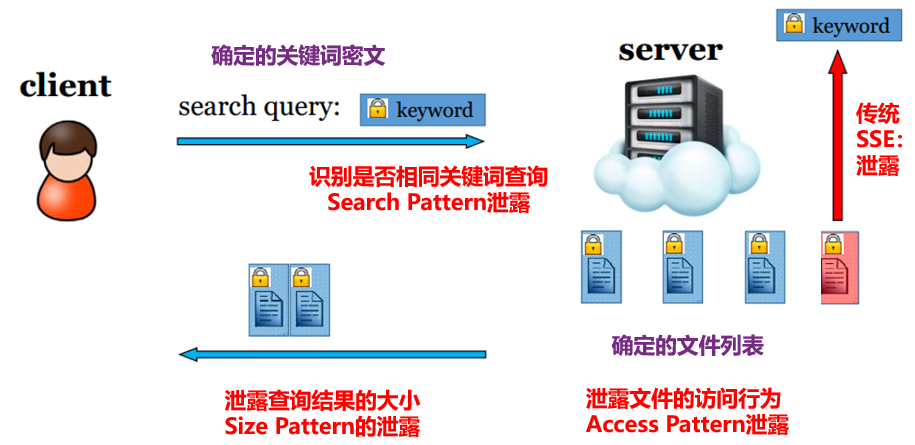 keyword
确定的关键词密文
server
client
search query:
keyword
传统
SSE:
泄露
识别是否相同关键词查询
Search Pattern泄露
确定的文件列表
泄露查询结果的大小
Size Pattern的泄露
泄露文件的访问行为
Access Pattern泄露